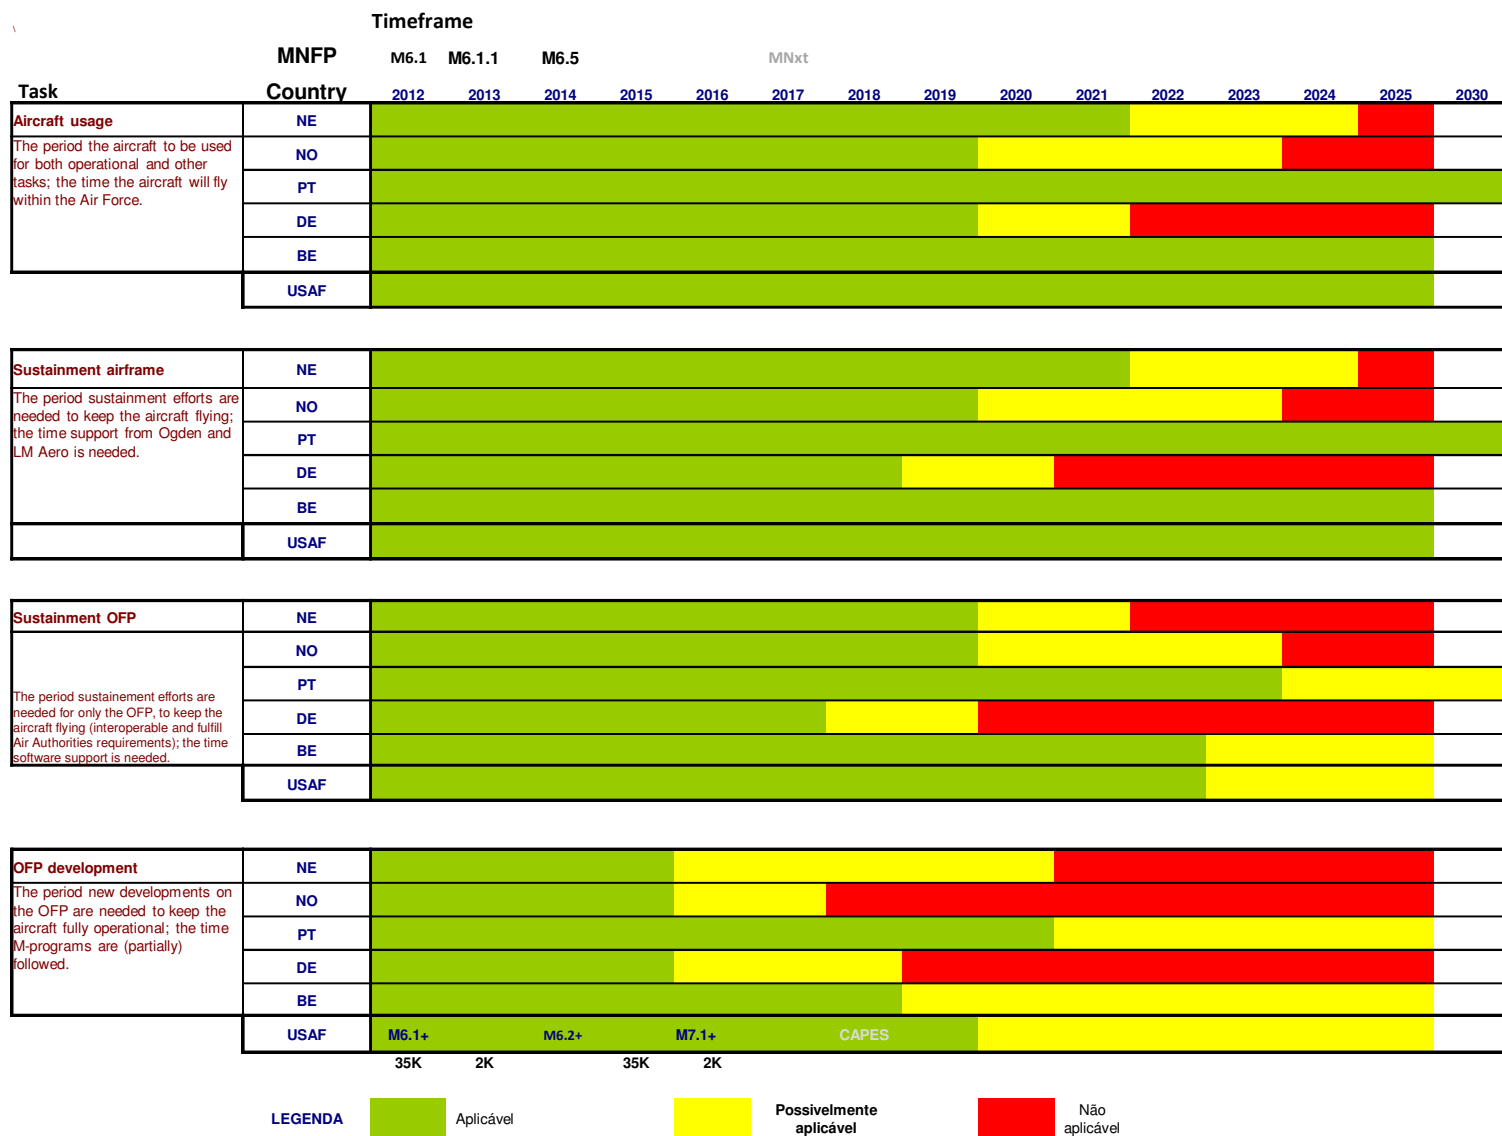 \
Timeframe
MNFP M6.1 M6.1.1 M6.5 MNxt
Task Country 2012 2013 2014 2015 2016 2017 2018 2019 2020 2021 2022 2023 2024 2025 2030
Aircraft usage NE
The period the aircraft to be used
for both operational and other
tasks; the time the aircraft will fly
within the Air Force.
NO
PT
DE
BE
USAF
Sustainment airframe NE
The period sustainment efforts are
needed to keep the aircraft flying;
the time support from Ogden and
LM Aero is needed.
NO
PT
DE
BE
USAF
Sustainment OFP NE
NO
PT
The period sustainement efforts are
needed for only the OFP, to keep the
aircraft flying (interoperable and fulfill
Air Authorities requirements); the time
software support is needed.
DE
BE
USAF
OFP development NE
The period new developments on
the OFP are needed to keep the
aircraft fully operational; the time
M-programs are (partially)
followed.
NO
PT
DE
BE
USAF M6.1+ M6.2+ M7.1+ CAPES
35K 2K 35K 2K
LEGENDA Aplicável
Possivelmente
aplicável
Não
aplicável